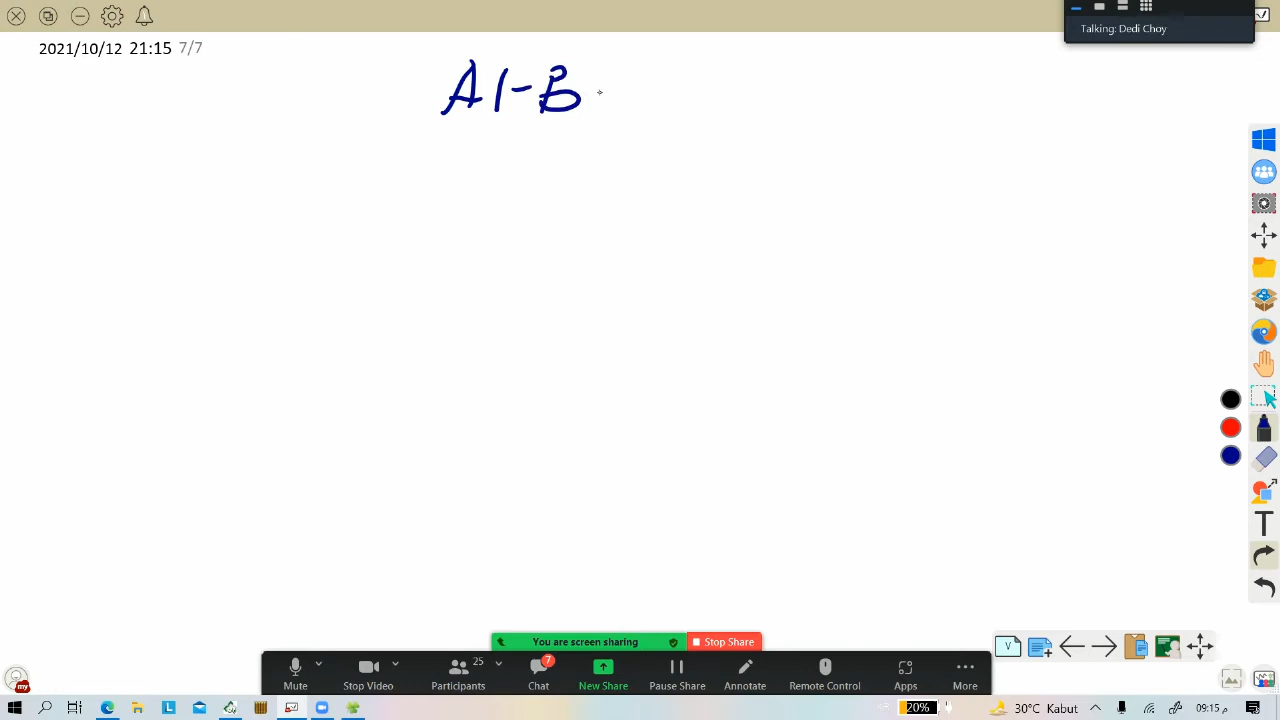 Talking: Dedi Choy
2021/10/12 21:15 7/7
A1-B
V
You are screen sharing
Stop Share
25
7
Mute
Stop Video
Participants
Chat
New Share
Pause Share
Annotate
Remote Control
Apps
More
my
L
20%
30°C Kabut
09:15 م